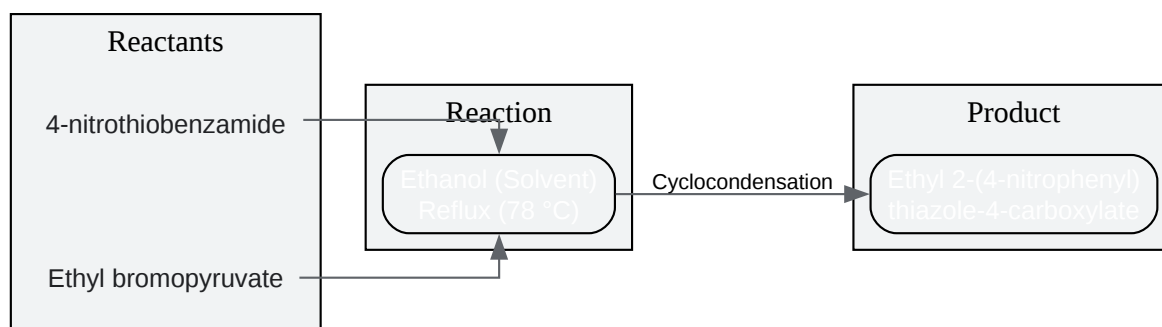 Reactants
4-nitrothiobenzamide
Ethyl bromopyruvate
Reaction
Ethanol (Solvent)
Reflux (78 °C)
Cyclocondensation
Product
Ethyl 2-(4-nitrophenyl)
thiazole-4-carboxylate